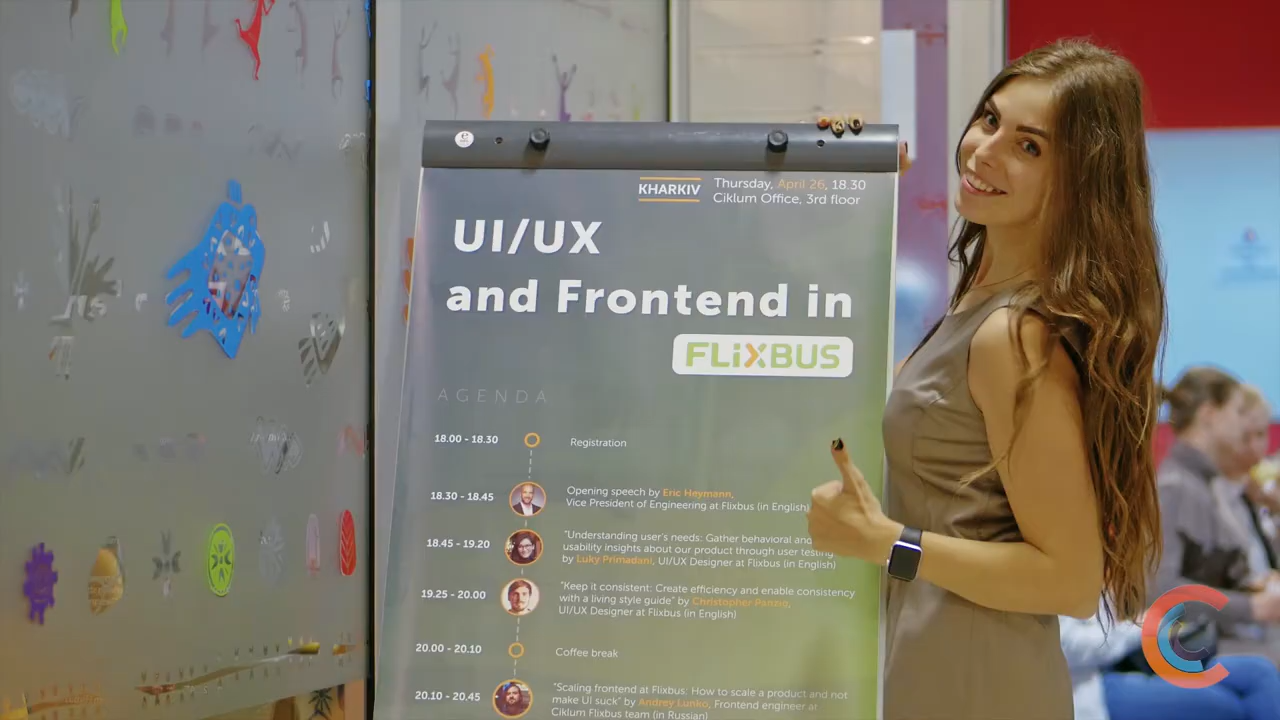 KHARKIV
Thursday, April 26, 18.30
Ciklum Office, 3rd floor
UI/UX
and Frontend in
FLiXBUS
AGENDA
18.00 - 18.30
Registration
18.30 - 18.45
Opening speech by Eric Heymann,
Vice President of Engineering at Flixbus (in English)
18.45 - 19.20
"Understanding user's needs: Gather behavioral and
usability insights about our product through user testing"
by Luky Primadani, UI/UX Designer at Flixbus (in English)
19.25 - 20.00
"Keep it consistent: Create efficiency and enable consistency
with a living style guide" by Christopher Panzio,
UI/UX Designer at Flixbus (in English)
20.00 - 20.10
Coffee break
20.10 - 20.45
"Scaling frontend at Flixbus: How to scale a product and not
make UI suck" by Andrey Lunko, Frontend engineer at
Ciklum Flixbus team (in Russian)